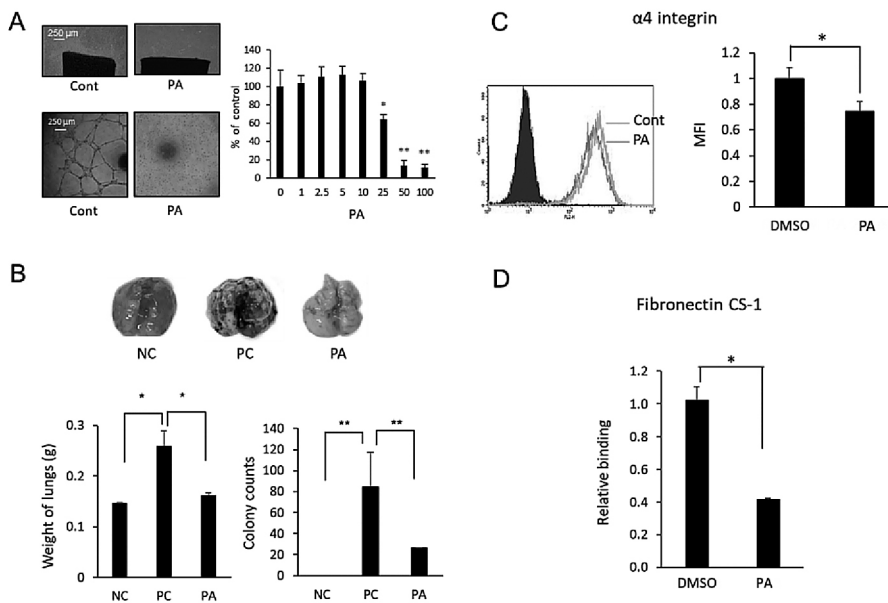 A
250 μm
Cont
PA
250 μm
Cont
PA
% of control
140
120
100
80
60
40
20
0
*
**
**
0 1 2.5 5 10 25 50 100
PA
B
NC
PC
PA
Weight of lungs (g)
0.3
0.2
0.1
0
*
*
NC PC PA
Colony counts
140
120
100
80
60
40
20
0
**
**
NC PC PA
C
α4 integrin
Cont
PA
Counts
FL2-H
MFI
1.2
1
0.8
0.6
0.4
0.2
0
*
DMSO PA
D
Fibronectin CS-1
Relative binding
1.2
1.0
0.8
0.6
0.4
0.2
0
*
DMSO PA